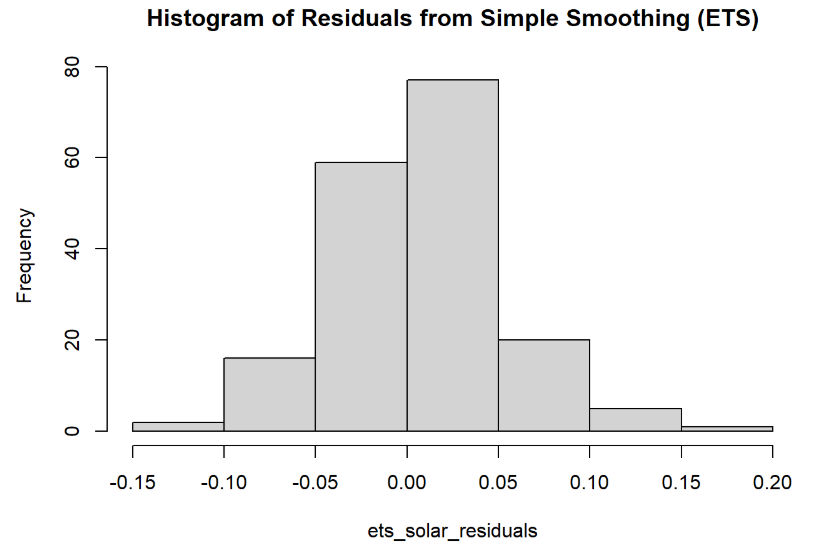 Histogram of Residuals from Simple Smoothing (ETS)
Frequency
80
60
40
20
0
-0.15 -0.10 -0.05 0.00 0.05 0.10 0.15 0.20
ets_solar_residuals